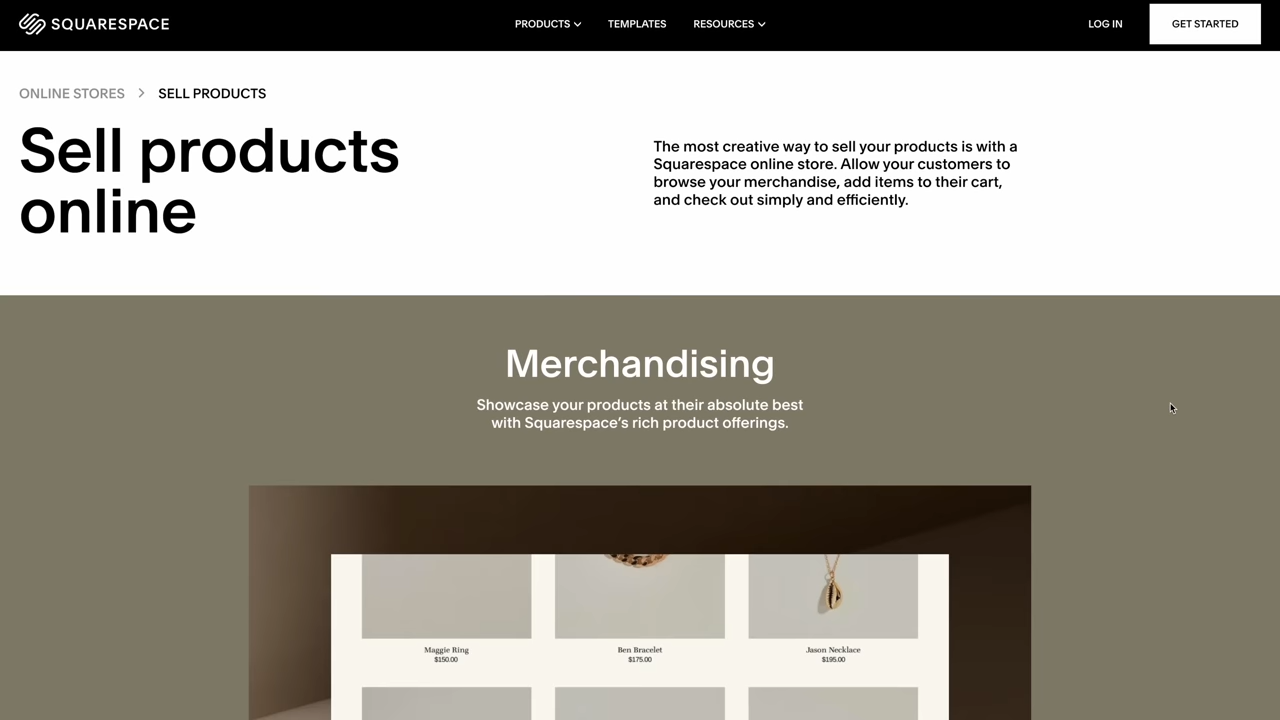 SQUARESPACE
PRODUCTS
TEMPLATES
RESOURCES
LOG IN
GET STARTED
ONLINE STORES
SELL PRODUCTS
Sell products
online
The most creative way to sell your products is with a
Squarespace online store. Allow your customers to
browse your merchandise, add items to their cart,
and check out simply and efficiently.
Merchandising
Showcase your products at their absolute best
with Squarespace’s rich product offerings.
Maggie Ring
$150.00
Ben Bracelet
$175.00
Jason Necklace
$195.00